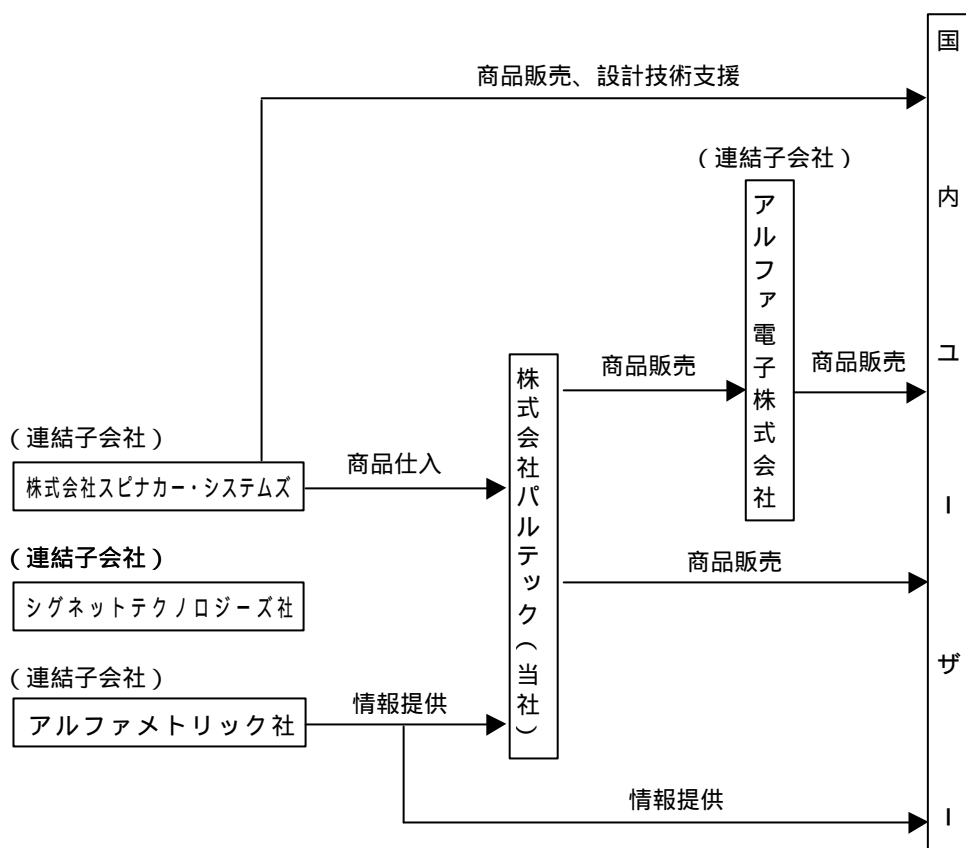 商品販売、設計技術支援
（連結子会社）
アルファ電子株式会社
商品販売
商品販売
国内ユーザー
（連結子会社）
株式会社スピナカー・システムズ
商品仕入
株式会社パルテック（当社）
（連結子会社）
シグネットテクノロジーズ社
商品販売
（連結子会社）
アルファメトリック社
情報提供
情報提供